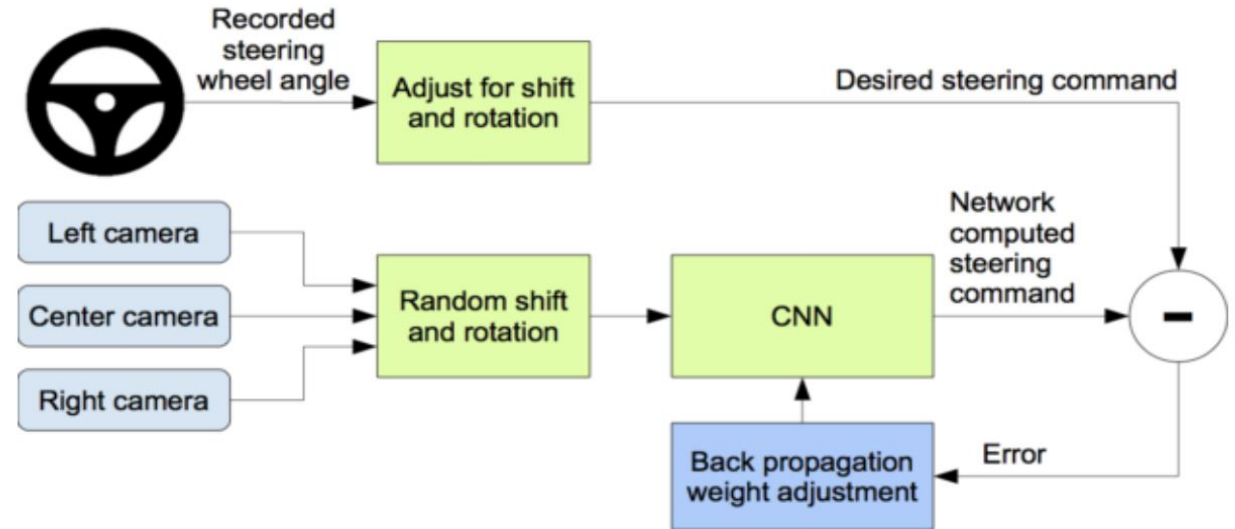 Recorded
steering
wheel angle
Adjust for shift
and rotation
Desired steering command
Left camera
Center camera
Right camera
Random shift
and rotation
CNN
Network
computed
steering
command
-
Back propagation
weight adjustment
Error